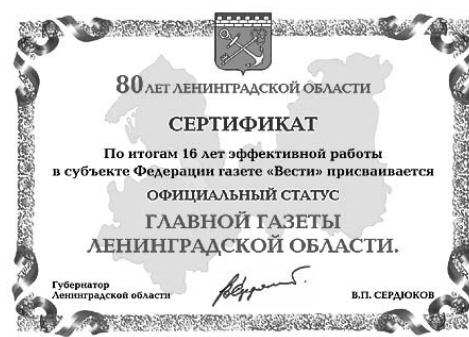 80 ЛЕТ ЛЕНИНГРАДСКОЙ ОБЛАСТИ
СЕРТИФИКАТ
По итогам 16 лет эффективной работы
в субъекте Федерации газете «Вести» присваивается
ОФИЦИАЛЬНЫЙ СТАТУС
ГЛАВНОЙ ГАЗЕТЫ
ЛЕНИНГРАДСКОЙ ОБЛАСТИ.
Губернатор
Ленинградской области
В.П. СЕРДЮКОВ